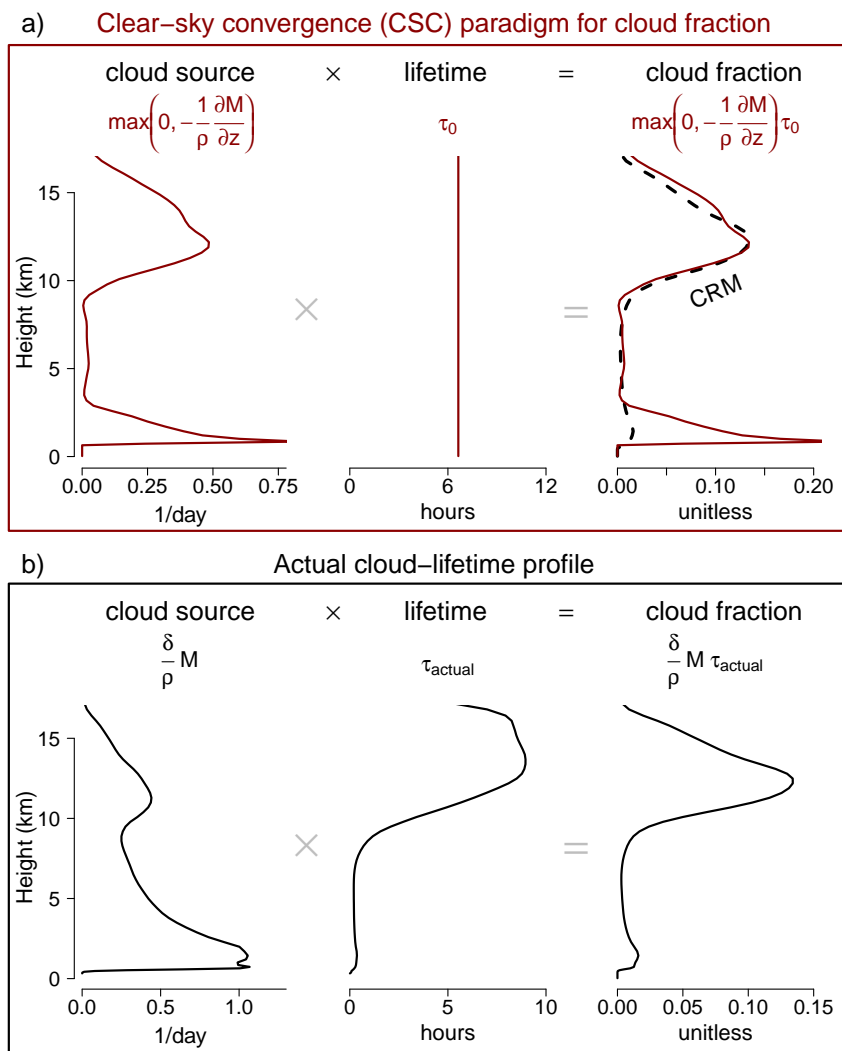 a) Clear−sky convergence (CSC) paradigm for cloud fraction
cloud source × lifetime = cloud fraction
max(0, −1/ρ ∂M/∂z) τ0 max(0, −1/ρ ∂M/∂z)τ0
Height (km)
15
10
5
0
×
=
CRM
0.00 0.25 0.50 0.75
1/day
0 6 12
hours
0.00 0.10 0.20
unitless
b) Actual cloud−lifetime profile
cloud source × lifetime = cloud fraction
δ/ρ M τactual δ/ρ M τactual
Height (km)
15
10
5
0
×
=
0.0 0.5 1.0
1/day
0 5 10
hours
0.00 0.05 0.10 0.15
unitless